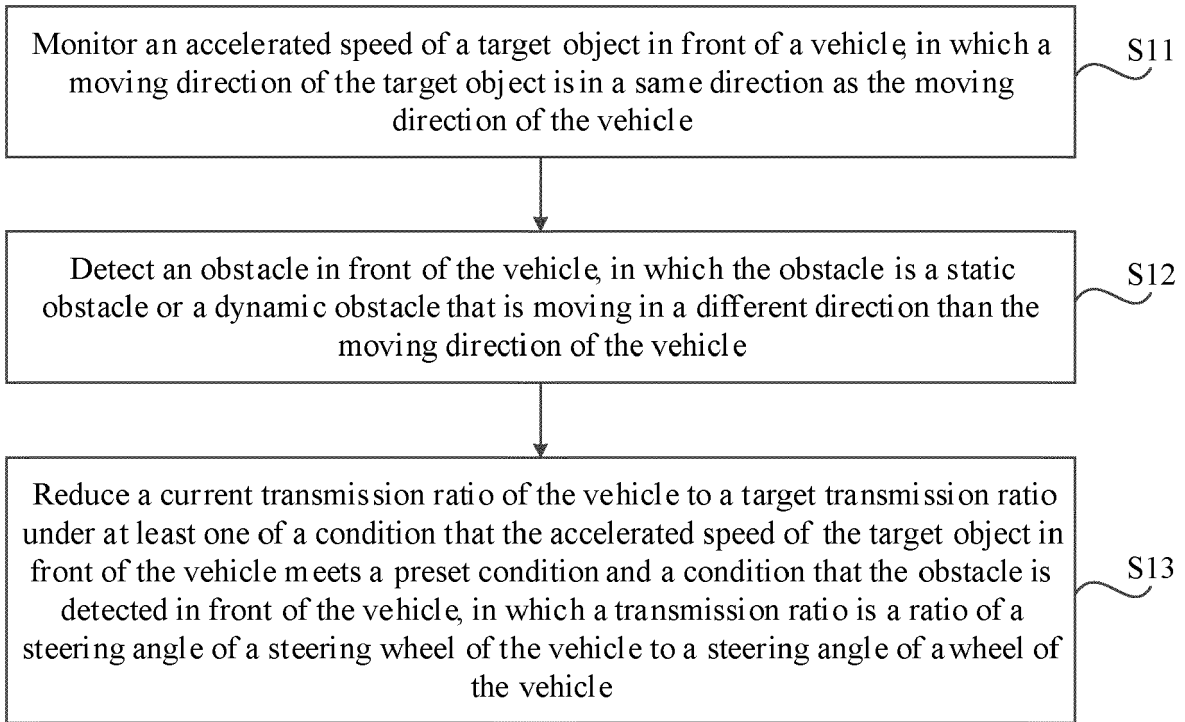 Monitor an accelerated speed of a target object in front of a vehicle, in which a
moving direction of the target object is in a same direction as the moving
direction of the vehicle
S11
Detect an obstacle in front of the vehicle, in which the obstacle is a static
obstacle or a dynamic obstacle that is moving in a different direction than the
moving direction of the vehicle
S12
Reduce a current transmission ratio of the vehicle to a target transmission ratio
under at least one of a condition that the accelerated speed of the target object in
front of the vehicle meets a preset condition and a condition that the obstacle is
detected in front of the vehicle, in which a transmission ratio is a ratio of a
steering angle of a steering wheel of the vehicle to a steering angle of a wheel of
the vehicle
S13